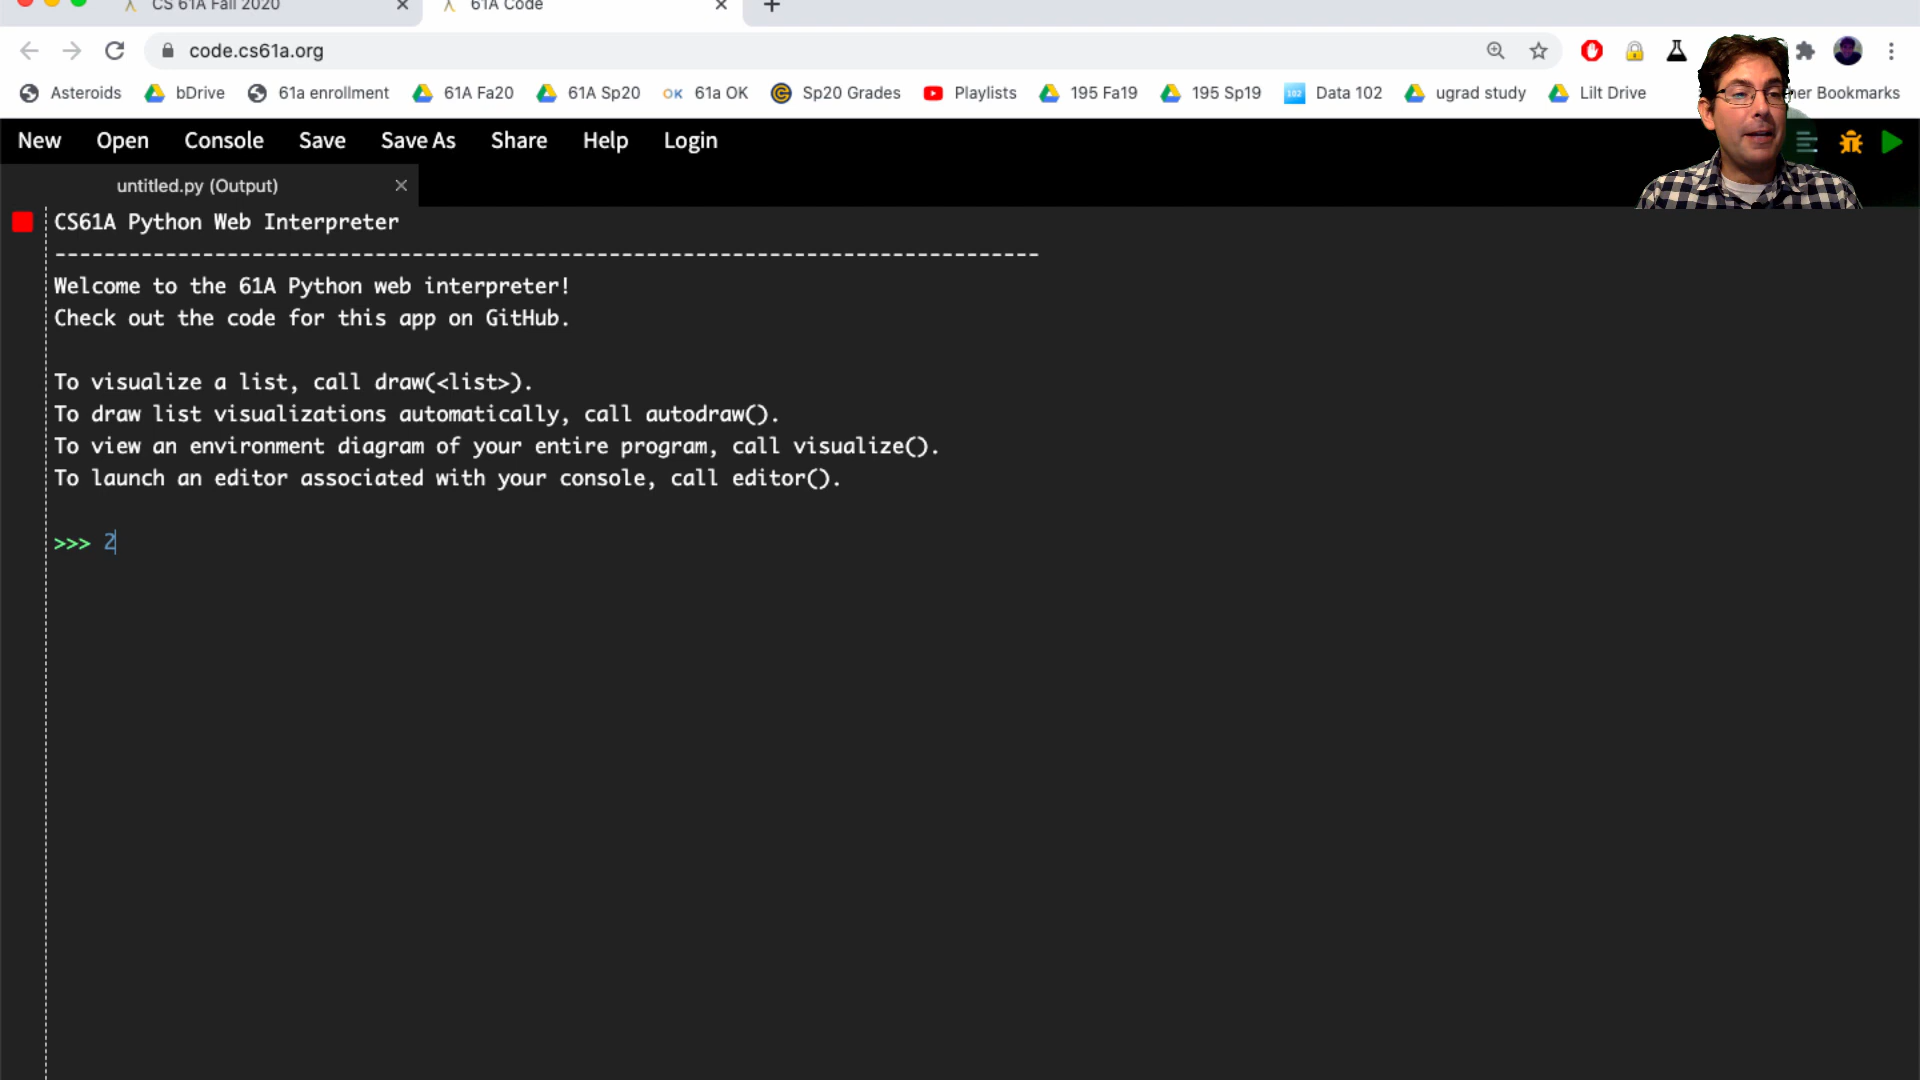 CS 61A Fall 2020
61A Code
code.cs61a.org
Asteroids bDrive 61a enrollment 61A Fa20 61A Sp20 OK 61a OK Sp20 Grades Playlists 195 Fa19 195 Sp19 102 Data 102 ugrad study Lilt Drive her Bookmarks
New Open Console Save Save As Share Help Login
untitled.py (Output)
CS61A Python Web Interpreter
--------------------------------------------------------------------------------
Welcome to the 61A Python web interpreter!
Check out the code for this app on GitHub.
To visualize a list, call draw(<list>).
To draw list visualizations automatically, call autodraw().
To view an environment diagram of your entire program, call visualize().
To launch an editor associated with your console, call editor().
>>> 2